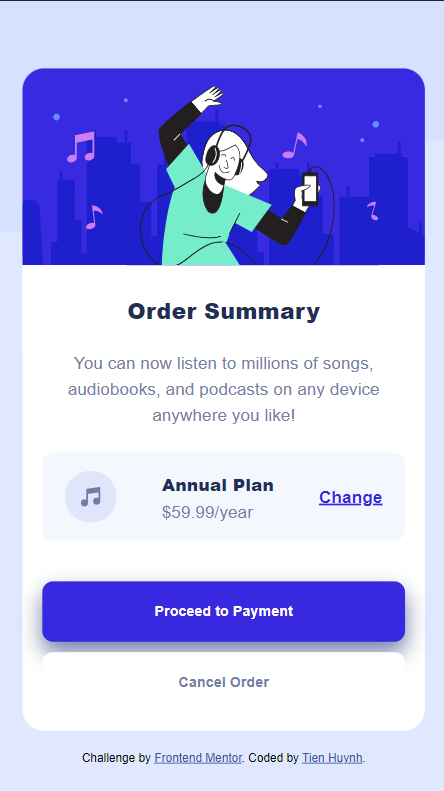 Order Summary
You can now listen to millions of songs,
audiobooks, and podcasts on any device
anywhere you like!
Annual Plan
$59.99/year
Change
Proceed to Payment
Cancel Order
Challenge by Frontend Mentor. Coded by Tien Huynh.